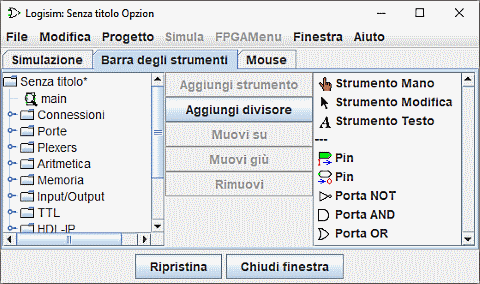 Logisim: Senza titolo Opzion
File Modifica Progetto Simula FPGAMenu Finestra Aiuto
Simulazione Barra degli strumenti Mouse
Senza titolo*
main
Connessioni
Porte
Plexers
Aritmetica
Memoria
Input/Output
TTL
HDL-IP
Aggiungi strumento
Aggiungi divisore
Muovi su
Muovi giù
Rimuovi
Strumento Mano
Strumento Modifica
A Strumento Testo
---
Pin
Pin
Porta NOT
Porta AND
Porta OR
Ripristina Chiudi finestra